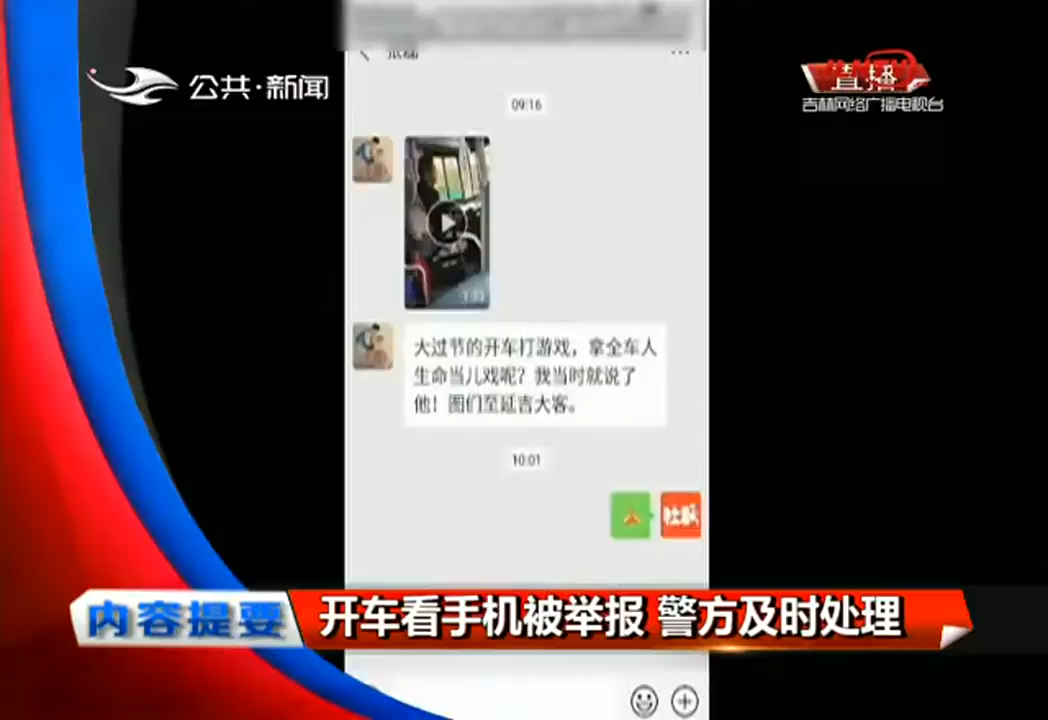 公共·新闻
直播
吉林网络广播电视台
09:16
1:33
大过节的开车打游戏，拿全车人
生命当儿戏呢？我当时就说了
他！图们至延吉大客。
10:01
内容提要
开车看手机被举报 警方及时处理